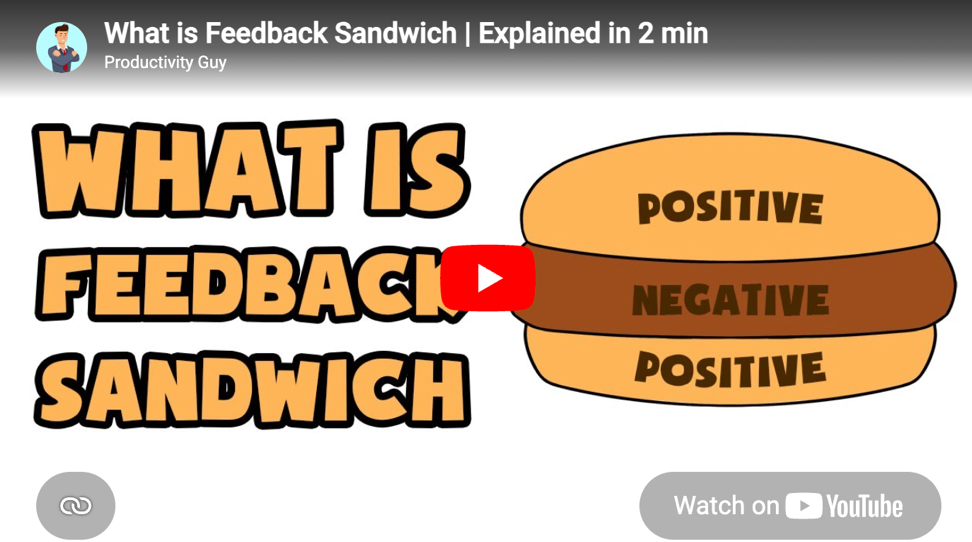 What is Feedback Sandwich | Explained in 2 min
Productivity Guy
WHAT IS
FEEDBACK
SANDWICH
POSITIVE
NEGATIVE
POSITIVE
Watch on YouTube